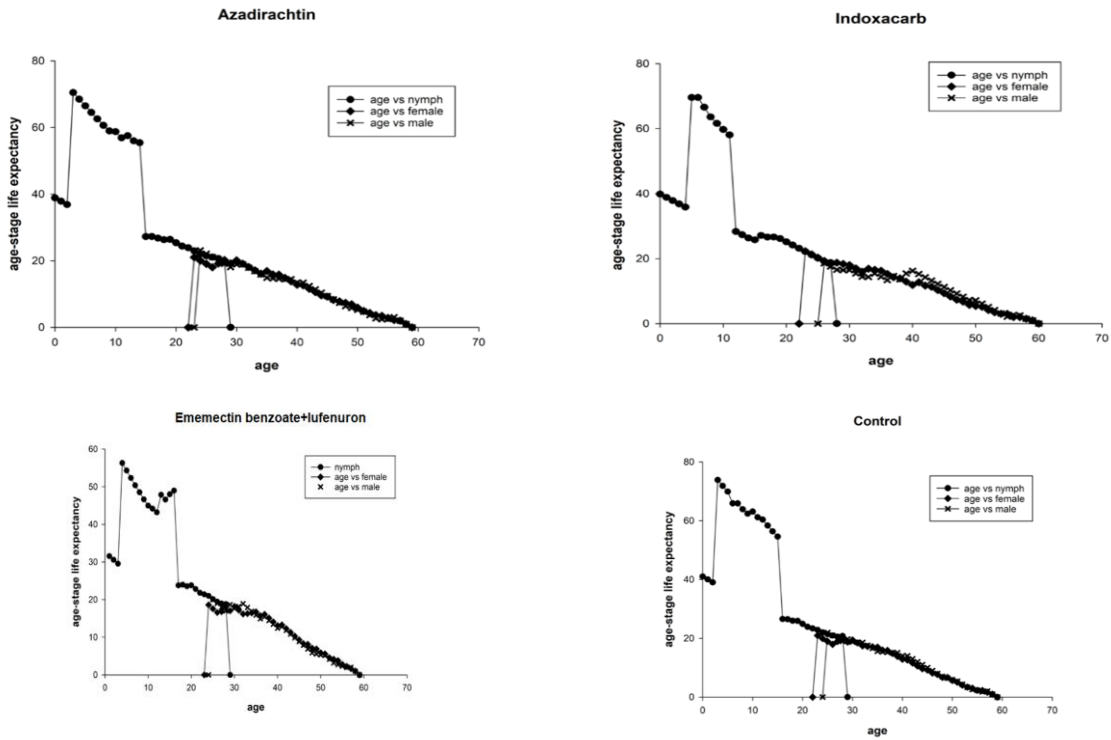 Azadirachtin
age-stage life expectancy
80
60
40
20
0
age vs nymph
age vs female
age vs male
0 10 20 30 40 50 60 70
age
Indoxacarb
age-stage life expectancy
80
60
40
20
0
age vs nymph
age vs female
age vs male
0 10 20 30 40 50 60 70
age
Ememectin benzoate+lufenuron
age-stage life expectancy
60
50
40
30
20
10
0
nymph
age vs female
age vs male
0 10 20 30 40 50 60 70
age
Control
age-stage life expectancy
80
60
40
20
0
age vs nymph
age vs female
age vs male
0 10 20 30 40 50 60 70
age